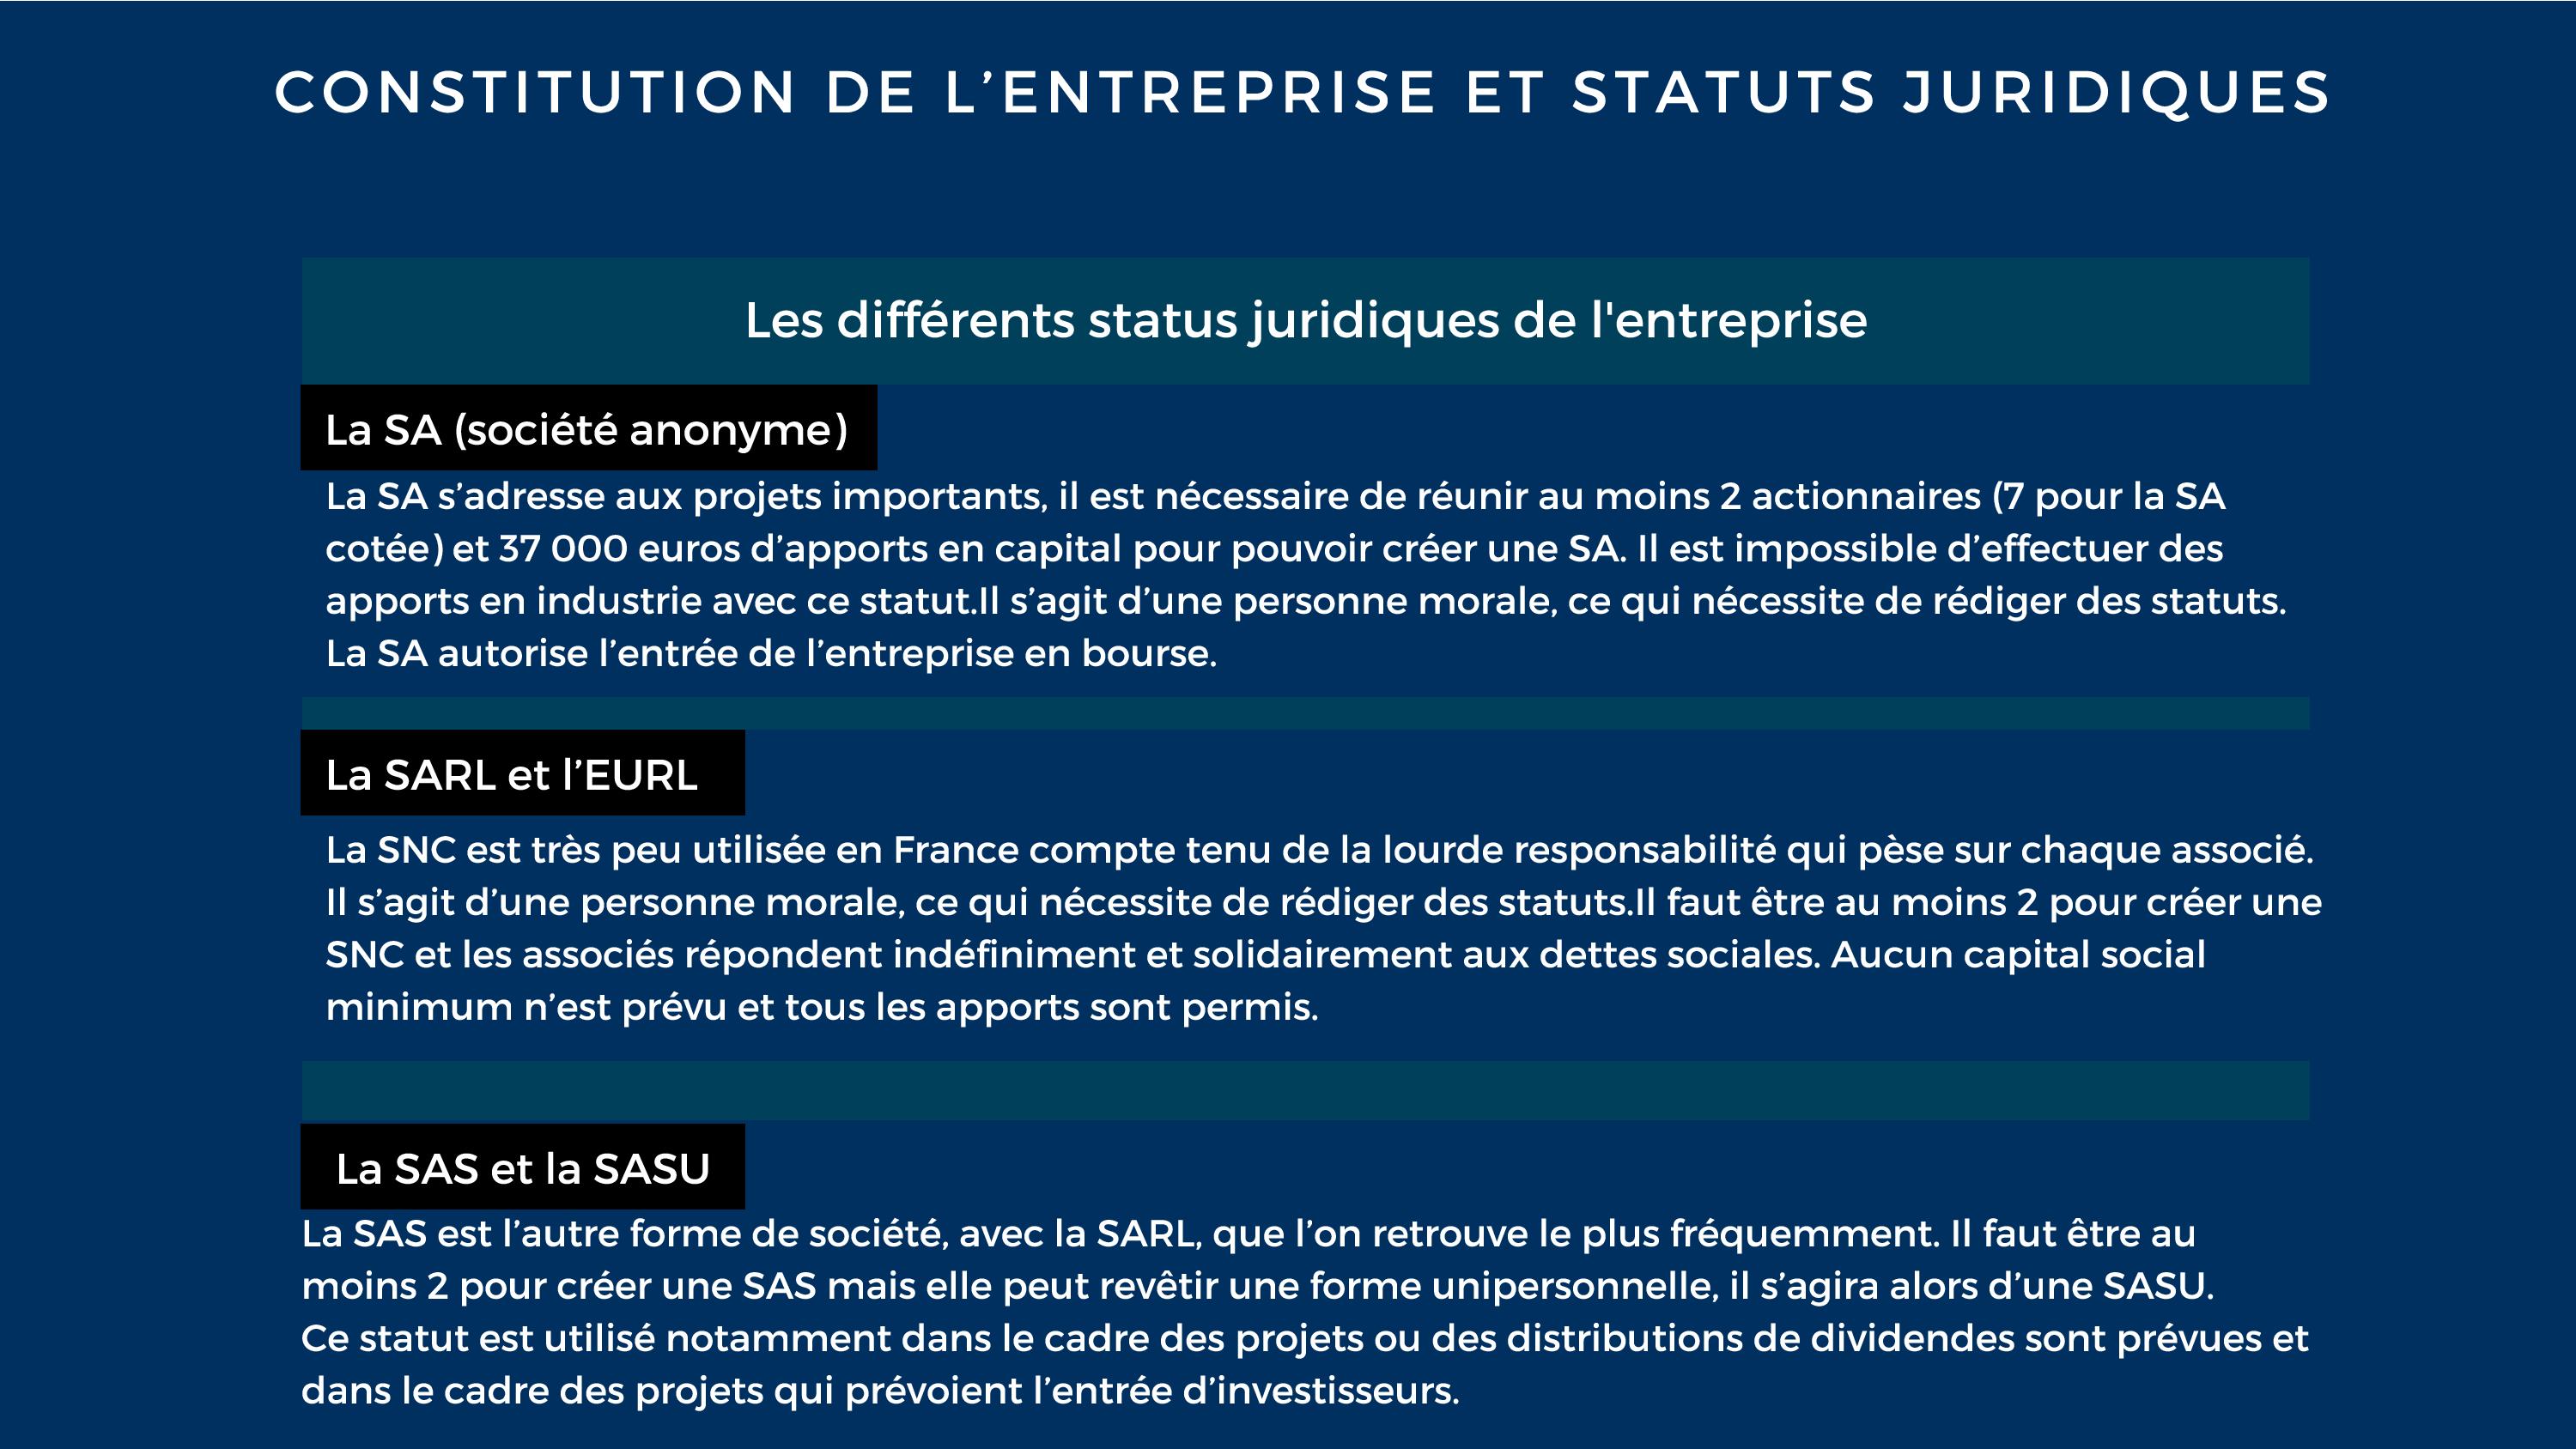 CONSTITUTION DE L’ENTREPRISE ET STATUTS JURIDIQUES
Les différents status juridiques de l'entreprise
La SA (société anonyme)
La SA s’adresse aux projets importants, il est nécessaire de réunir au moins 2 actionnaires (7 pour la SA
cotée) et 37 000 euros d’apports en capital pour pouvoir créer une SA. Il est impossible d’effectuer des
apports en industrie avec ce statut.Il s’agit d’une personne morale, ce qui nécessite de rédiger des statuts.
La SA autorise l’entrée de l’entreprise en bourse.
La SARL et l’EURL
La SNC est très peu utilisée en France compte tenu de la lourde responsabilité qui pèse sur chaque associé.
Il s’agit d’une personne morale, ce qui nécessite de rédiger des statuts.Il faut être au moins 2 pour créer une
SNC et les associés répondent indéfiniment et solidairement aux dettes sociales. Aucun capital social
minimum n’est prévu et tous les apports sont permis.
La SAS et la SASU
La SAS est l’autre forme de société, avec la SARL, que l’on retrouve le plus fréquemment. Il faut être au
moins 2 pour créer une SAS mais elle peut revêtir une forme unipersonnelle, il s’agira alors d’une SASU.
Ce statut est utilisé notamment dans le cadre des projets ou des distributions de dividendes sont prévues et
dans le cadre des projets qui prévoient l’entrée d’investisseurs.